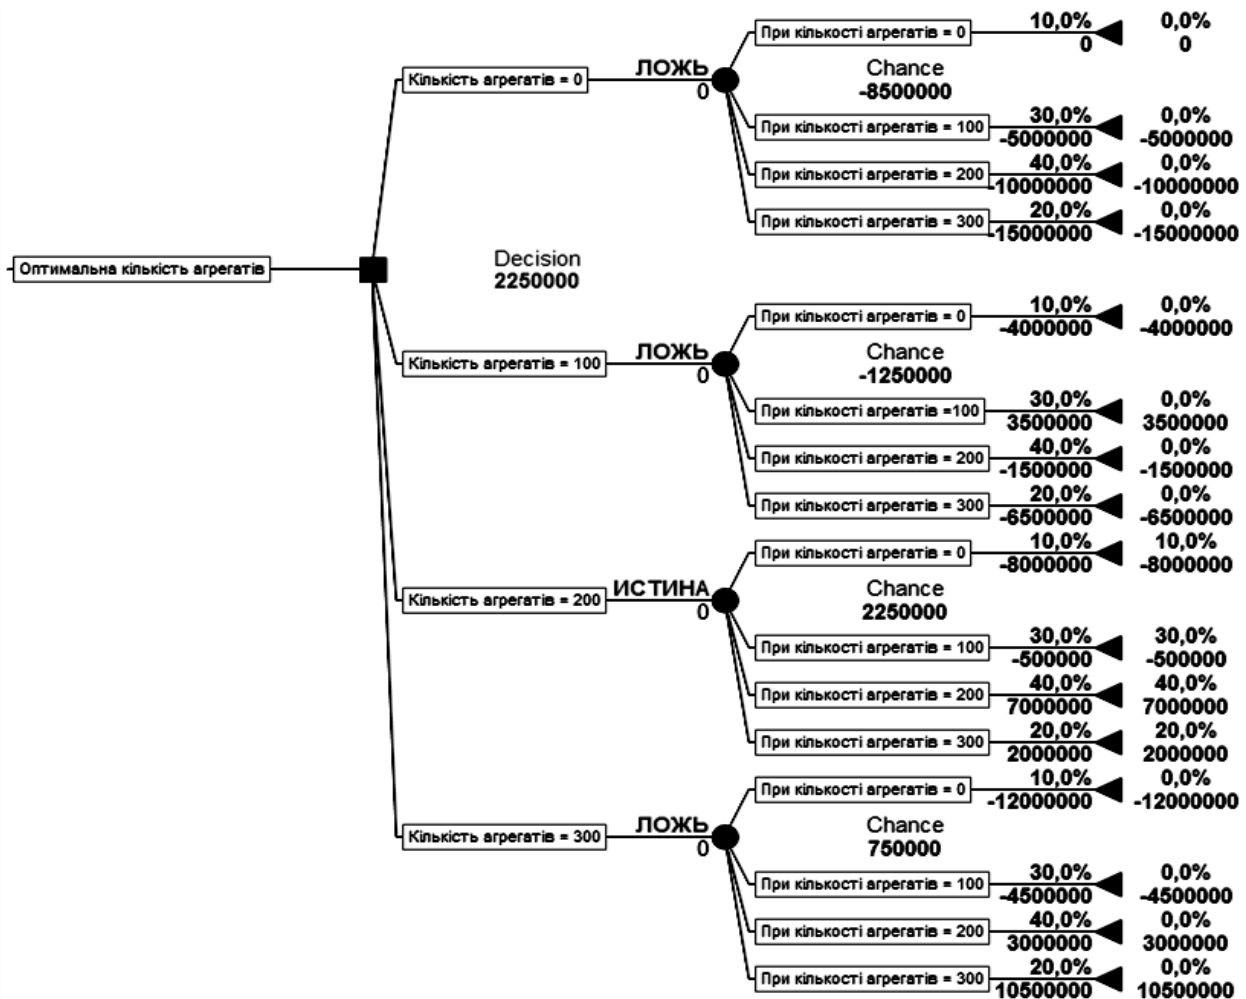 При кількості агрегатів = 0 10,0% 0,0%
0 0
Кількість агрегатів = 0 ЛОЖЬ Chance
0 -8500000
При кількості агрегатів = 100 30,0% 0,0%
-5000000 -5000000
При кількості агрегатів = 200 40,0% 0,0%
-10000000 -10000000
При кількості агрегатів = 300 20,0% 0,0%
-15000000 -15000000
Оптимальна кількість агрегатів Decision
2250000
При кількості агрегатів = 0 10,0% 0,0%
-4000000 -4000000
Кількість агрегатів = 100 ЛОЖЬ Chance
0 -1250000
При кількості агрегатів =100 30,0% 0,0%
3500000 3500000
При кількості агрегатів = 200 40,0% 0,0%
-1500000 -1500000
При кількості агрегатів = 300 20,0% 0,0%
-6500000 -6500000
При кількості агрегатів = 0 10,0% 10,0%
-8000000 -8000000
Кількість агрегатів = 200 ИСТИНА Chance
0 2250000
При кількості агрегатів = 100 30,0% 30,0%
-500000 -500000
При кількості агрегатів = 200 40,0% 40,0%
7000000 7000000
При кількості агрегатів = 300 20,0% 20,0%
2000000 2000000
При кількості агрегатів = 0 10,0% 0,0%
-12000000 -12000000
Кількість агрегатів = 300 ЛОЖЬ Chance
0 750000
При кількості агрегатів = 100 30,0% 0,0%
-4500000 -4500000
При кількості агрегатів = 200 40,0% 0,0%
3000000 3000000
При кількості агрегатів = 300 20,0% 0,0%
10500000 10500000